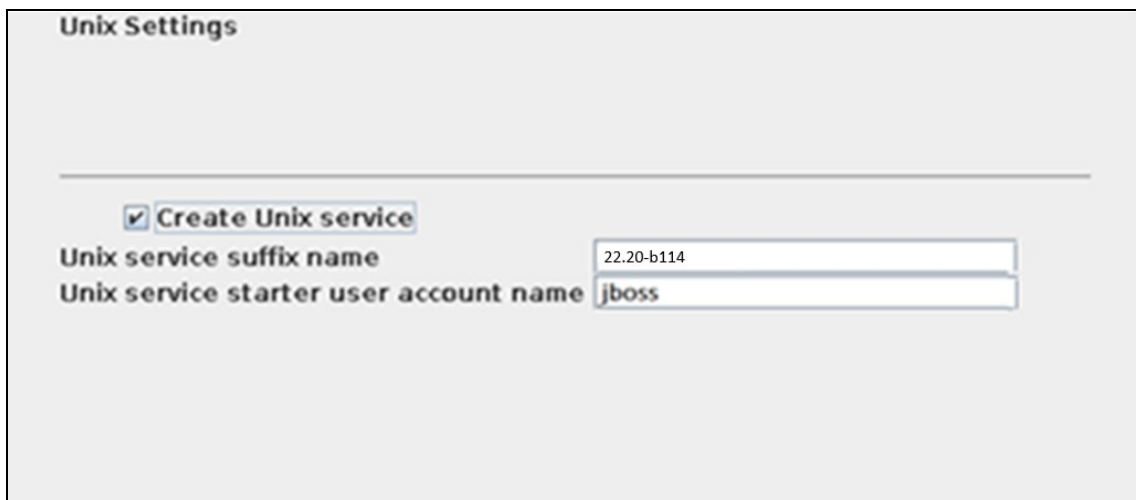 Unix Settings
Create Unix service
Unix service suffix name 22.20-b114
Unix service starter user account name jboss